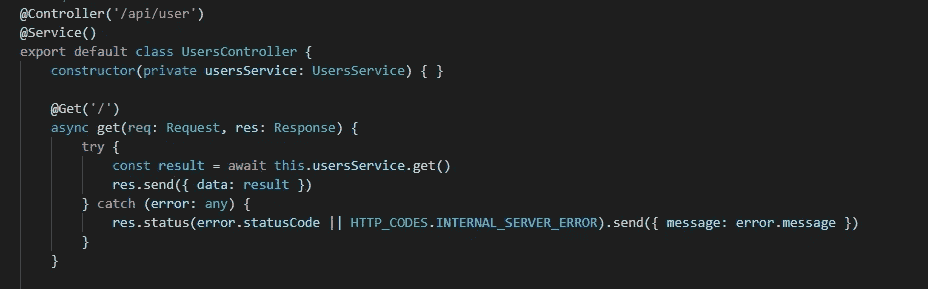 @Controller('/api/user')
@Service()
export default class UsersController {
    constructor(private usersService: UsersService) { }
    @Get('/')
    async get(req: Request, res: Response) {
        try {
            const result = await this.usersService.get()
            res.send({ data: result })
        } catch (error: any) {
            res.status(error.statusCode || HTTP_CODES.INTERNAL_SERVER_ERROR).send({ message: error.message })
        }
    }